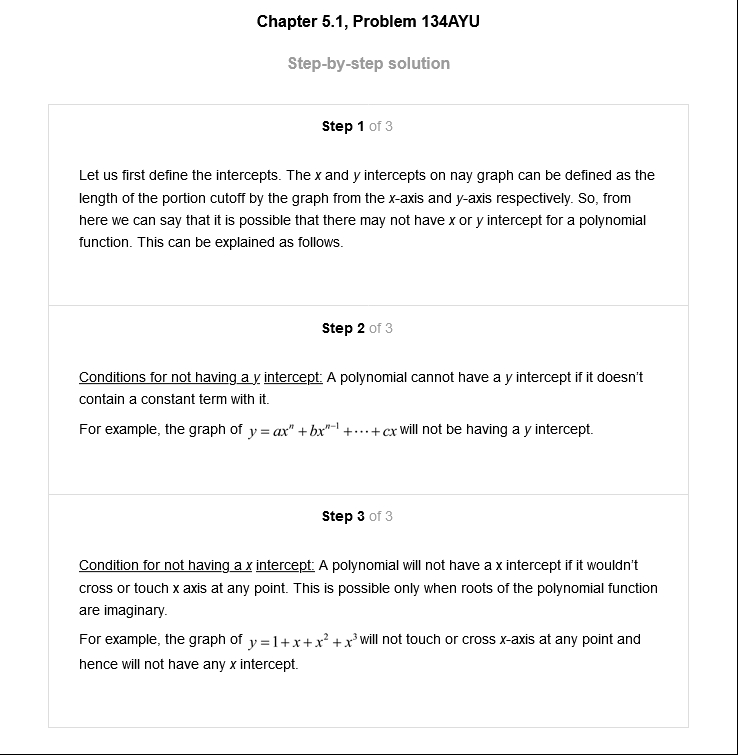 Chapter 5.1, Problem 134AYU
Step-by-step solution
Step 1 of 3
Let us first define the intercepts. The x and y intercepts on nay graph can be defined as the
length of the portion cutoff by the graph from the x-axis and y-axis respectively. So, from
here we can say that it is possible that there may not have x or y intercept for a polynomial
function. This can be explained as follows.
Step 2 of 3
Conditions for not having a y intercept: A polynomial cannot have a y intercept if it doesn't
contain a constant term with it.
For example, the graph of y = axⁿ + bxⁿ⁻¹ + ⋯ + cx will not be having a y intercept.
Step 3 of 3
Condition for not having a x intercept: A polynomial will not have a x intercept if it wouldn't
cross or touch x axis at any point. This is possible only when roots of the polynomial function
are imaginary.
For example, the graph of y = 1 + x + x² + x³ will not touch or cross x-axis at any point and
hence will not have any x intercept.